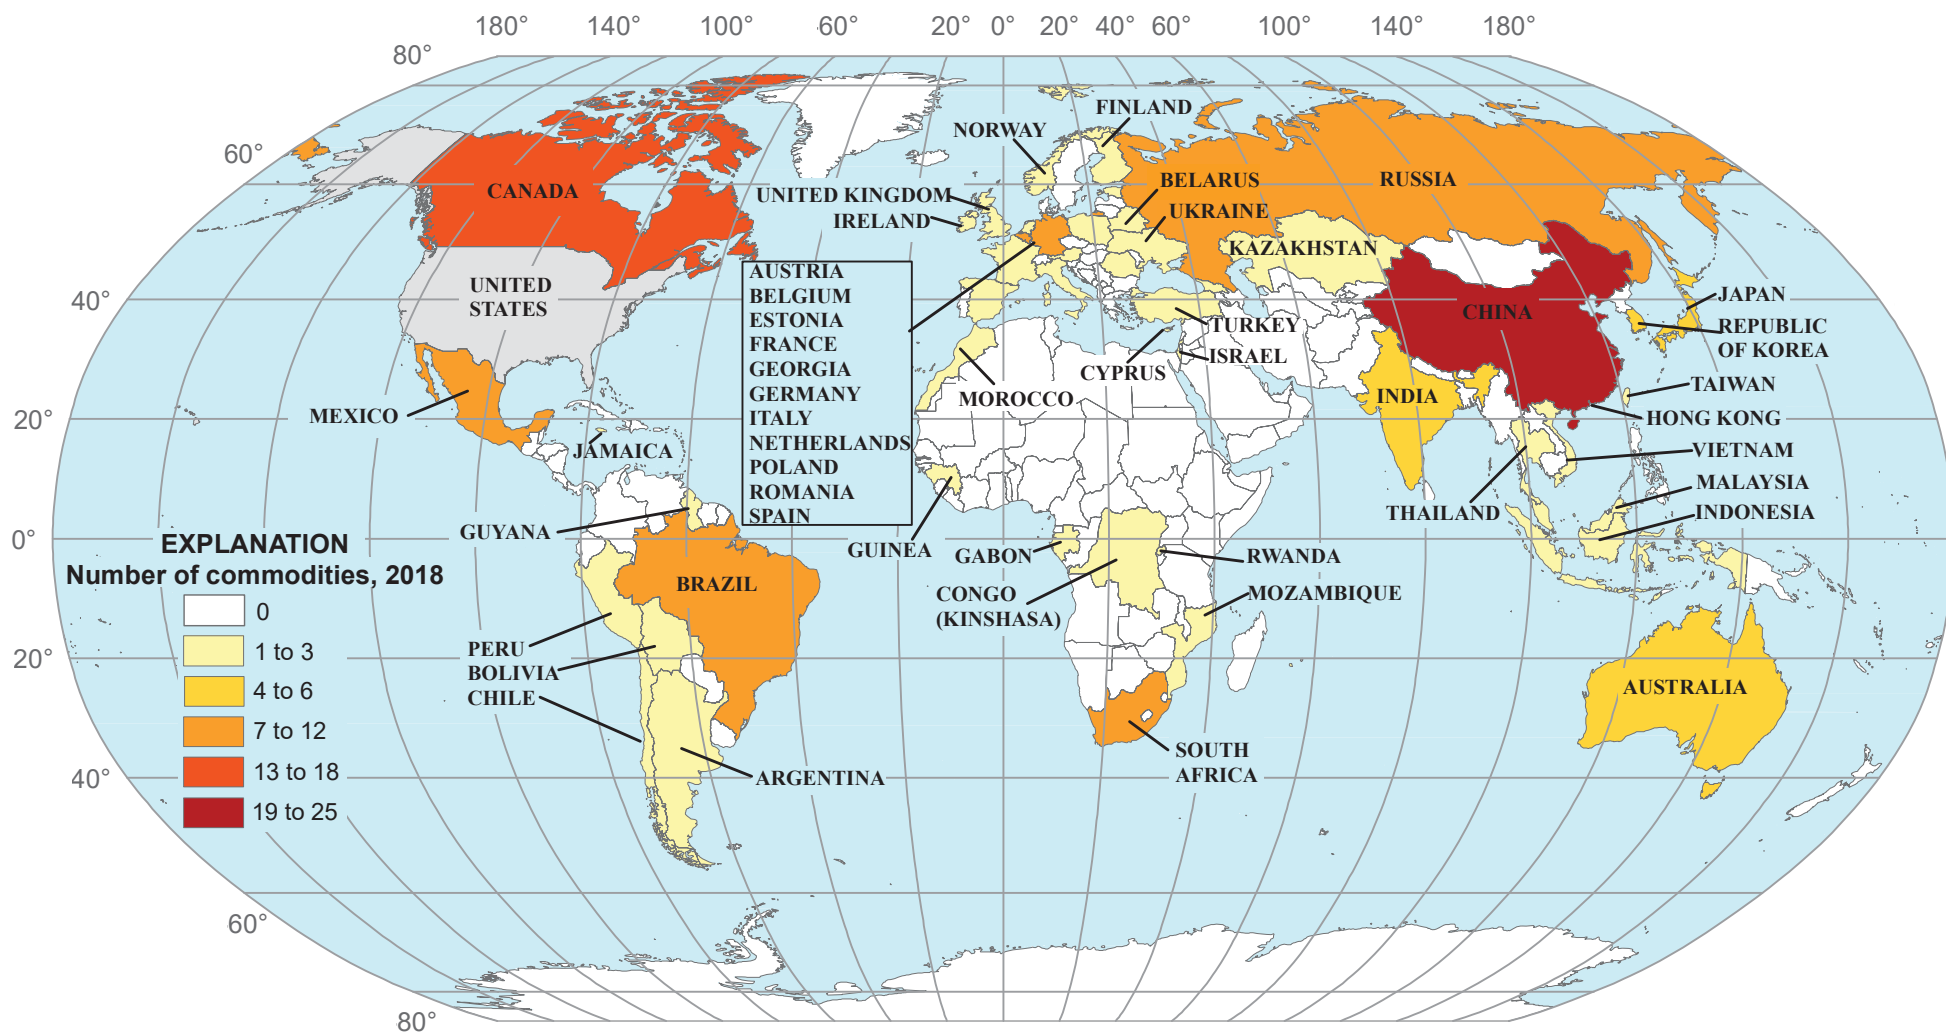 180° 140° 100° 60° 20° 0° 20° 40° 60° 100° 140° 180°
80°
60°
40°
20°
0°
20°
40°
60°
80°
FINLAND
NORWAY
BELARUS
RUSSIA
CANADA
UNITED KINGDOM
IRELAND
UKRAINE
KAZAKHSTAN
UNITED
STATES
AUSTRIA
BELGIUM
ESTONIA
FRANCE
GEORGIA
GERMANY
ITALY
NETHERLANDS
POLAND
ROMANIA
SPAIN
CHINA
JAPAN
REPUBLIC
OF KOREA
TURKEY
ISRAEL
CYPRUS
MOROCCO
INDIA
TAIWAN
HONG KONG
MEXICO
JAMAICA
VIETNAM
MALAYSIA
INDONESIA
THAILAND
GUYANA
GUINEA
GABON
RWANDA
CONGO
(KINSHASA)
MOZAMBIQUE
BRAZIL
PERU
BOLIVIA
CHILE
AUSTRALIA
SOUTH
AFRICA
ARGENTINA
EXPLANATION
Number of commodities, 2018
0
1 to 3
4 to 6
7 to 12
13 to 18
19 to 25